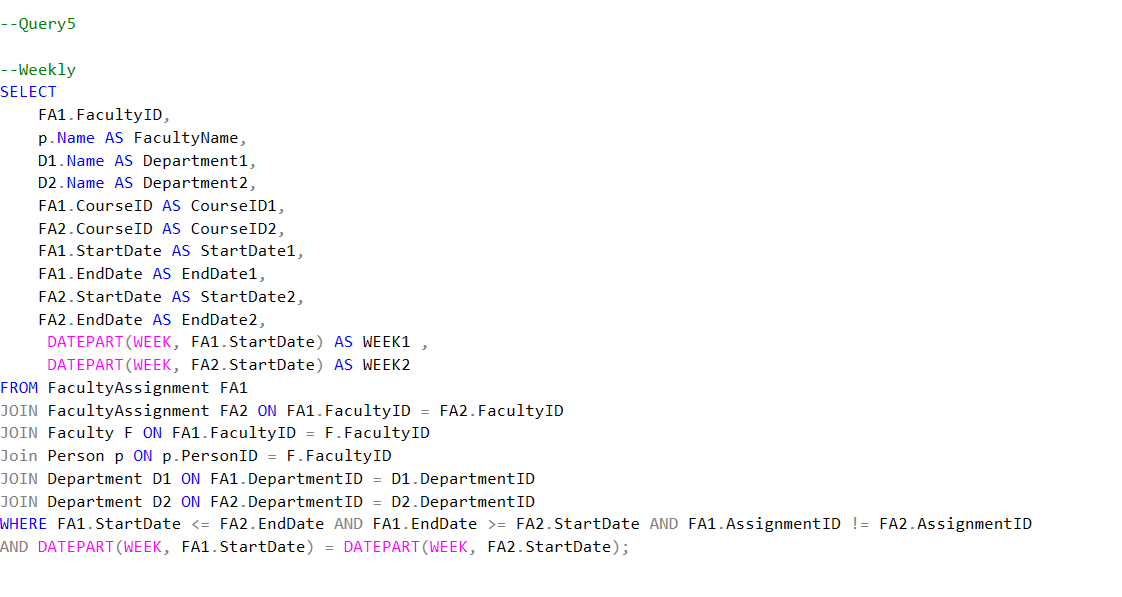 --Query5
--Weekly
SELECT
FA1.FacultyID,
p.Name AS FacultyName,
D1.Name AS Department1,
D2.Name AS Department2,
FA1.CourseID AS CourseID1,
FA2.CourseID AS CourseID2,
FA1.StartDate AS StartDate1,
FA1.EndDate AS EndDate1,
FA2.StartDate AS StartDate2,
FA2.EndDate AS EndDate2,
DATEPART(WEEK, FA1.StartDate) AS WEEK1 ,
DATEPART(WEEK, FA2.StartDate) AS WEEK2
FROM FacultyAssignment FA1
JOIN FacultyAssignment FA2 ON FA1.FacultyID = FA2.FacultyID
JOIN Faculty F ON FA1.FacultyID = F.FacultyID
Join Person p ON p.PersonID = F.FacultyID
JOIN Department D1 ON FA1.DepartmentID = D1.DepartmentID
JOIN Department D2 ON FA2.DepartmentID = D2.DepartmentID
WHERE FA1.StartDate <= FA2.EndDate AND FA1.EndDate >= FA2.StartDate AND FA1.AssignmentID != FA2.AssignmentID
AND DATEPART(WEEK, FA1.StartDate) = DATEPART(WEEK, FA2.StartDate);